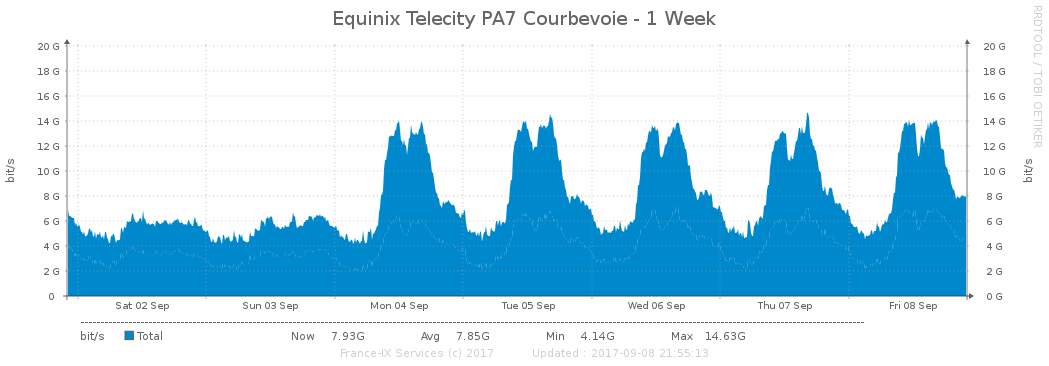 Equinix Telecity PA7 Courbevoie - 1 Week
RRDTOOL / TOBI OETIKER
bit/s
20 G 20 G
18 G 18 G
16 G 16 G
14 G 14 G
12 G 12 G
10 G 10 G
8 G 8 G
6 G 6 G
4 G 4 G
2 G 2 G
0 0 G
bit/s
Sat 02 Sep Sun 03 Sep Mon 04 Sep Tue 05 Sep Wed 06 Sep Thu 07 Sep Fri 08 Sep
bit/s Total Now 7.93G Avg 7.85G Min 4.14G Max 14.63G
France-IX Services (c) 2017 Updated : 2017-09-08 21:55:13